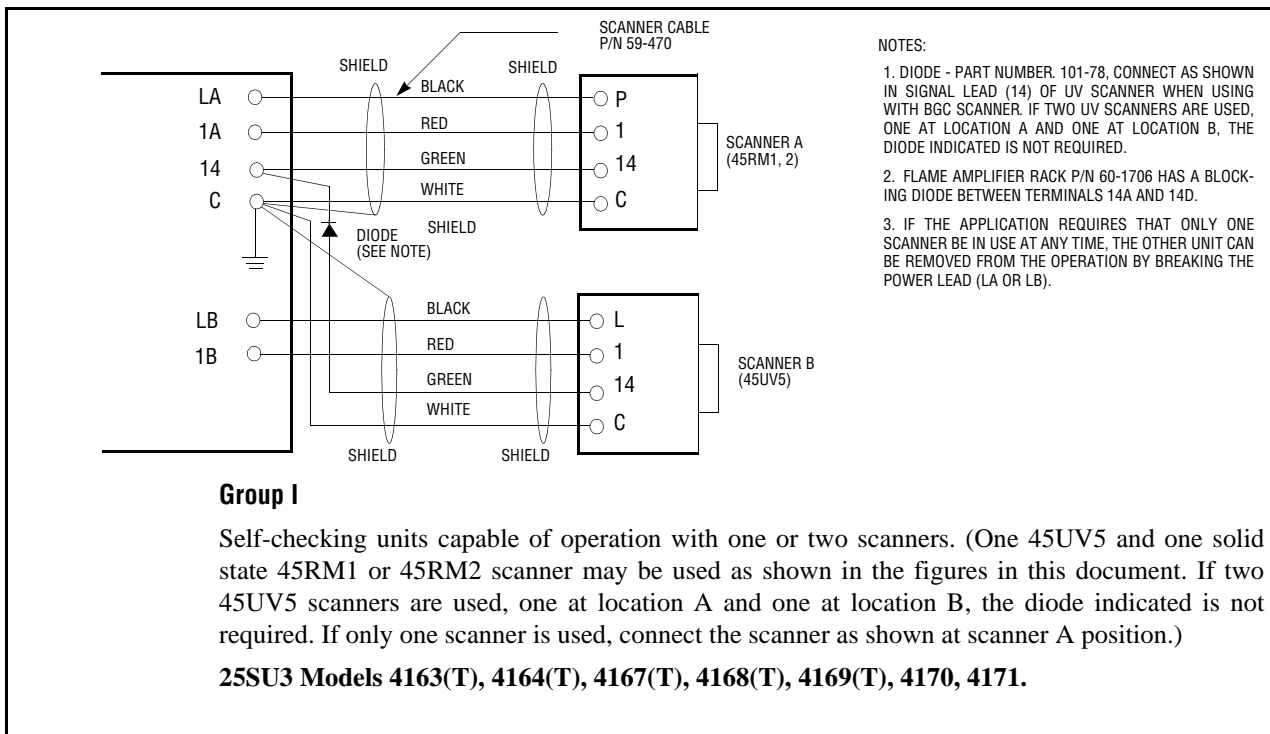 SCANNER CABLE
P/N 59-470
SHIELD
SHIELD
BLACK
LA
P
RED
1A
1
SCANNER A
(45RM1, 2)
GREEN
14
14
WHITE
C
C
SHIELD
DIODE
(SEE NOTE)
BLACK
LB
L
RED
1B
1
SCANNER B
(45UV5)
GREEN
14
WHITE
C
SHIELD
SHIELD
NOTES:
1. DIODE - PART NUMBER. 101-78, CONNECT AS SHOWN
IN SIGNAL LEAD (14) OF UV SCANNER WHEN USING
WITH BGC SCANNER. IF TWO UV SCANNERS ARE USED,
ONE AT LOCATION A AND ONE AT LOCATION B, THE
DIODE INDICATED IS NOT REQUIRED.
2. FLAME AMPLIFIER RACK P/N 60-1706 HAS A BLOCK-
ING DIODE BETWEEN TERMINALS 14A AND 14D.
3. IF THE APPLICATION REQUIRES THAT ONLY ONE
SCANNER BE IN USE AT ANY TIME, THE OTHER UNIT CAN
BE REMOVED FROM THE OPERATION BY BREAKING THE
POWER LEAD (LA OR LB).
Group I
Self-checking units capable of operation with one or two scanners. (One 45UV5 and one solid
state 45RM1 or 45RM2 scanner may be used as shown in the figures in this document. If two
45UV5 scanners are used, one at location A and one at location B, the diode indicated is not
required. If only one scanner is used, connect the scanner as shown at scanner A position.)
25SU3 Models 4163(T), 4164(T), 4167(T), 4168(T), 4169(T), 4170, 4171.